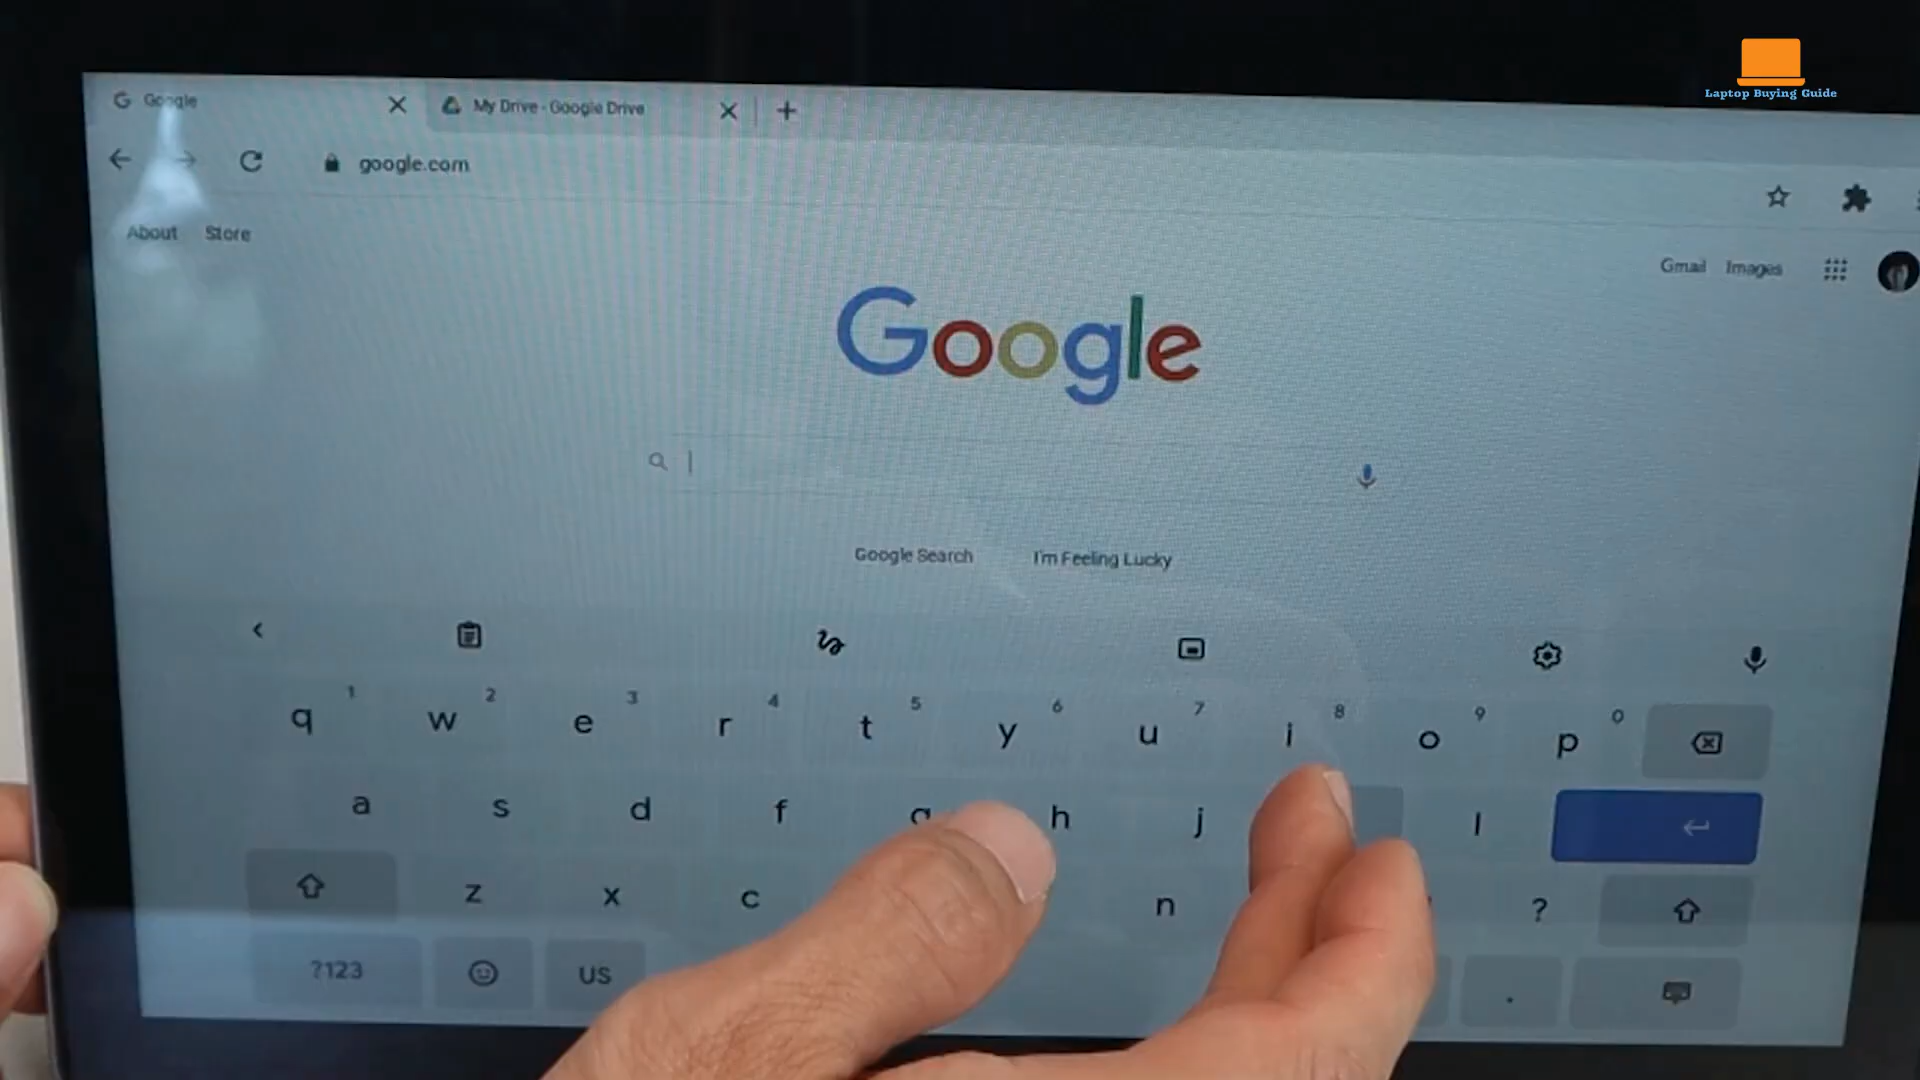 Laptop Buying Guide
Google
My Drive - Google Drive
google.com
About Store
Gmail Images
Google
Google Search I'm Feeling Lucky
1 2 3 4 5 6 7 8 9 0
q w e r t y u i o p
a s d f g h j l
z x c n ?
?123 US .